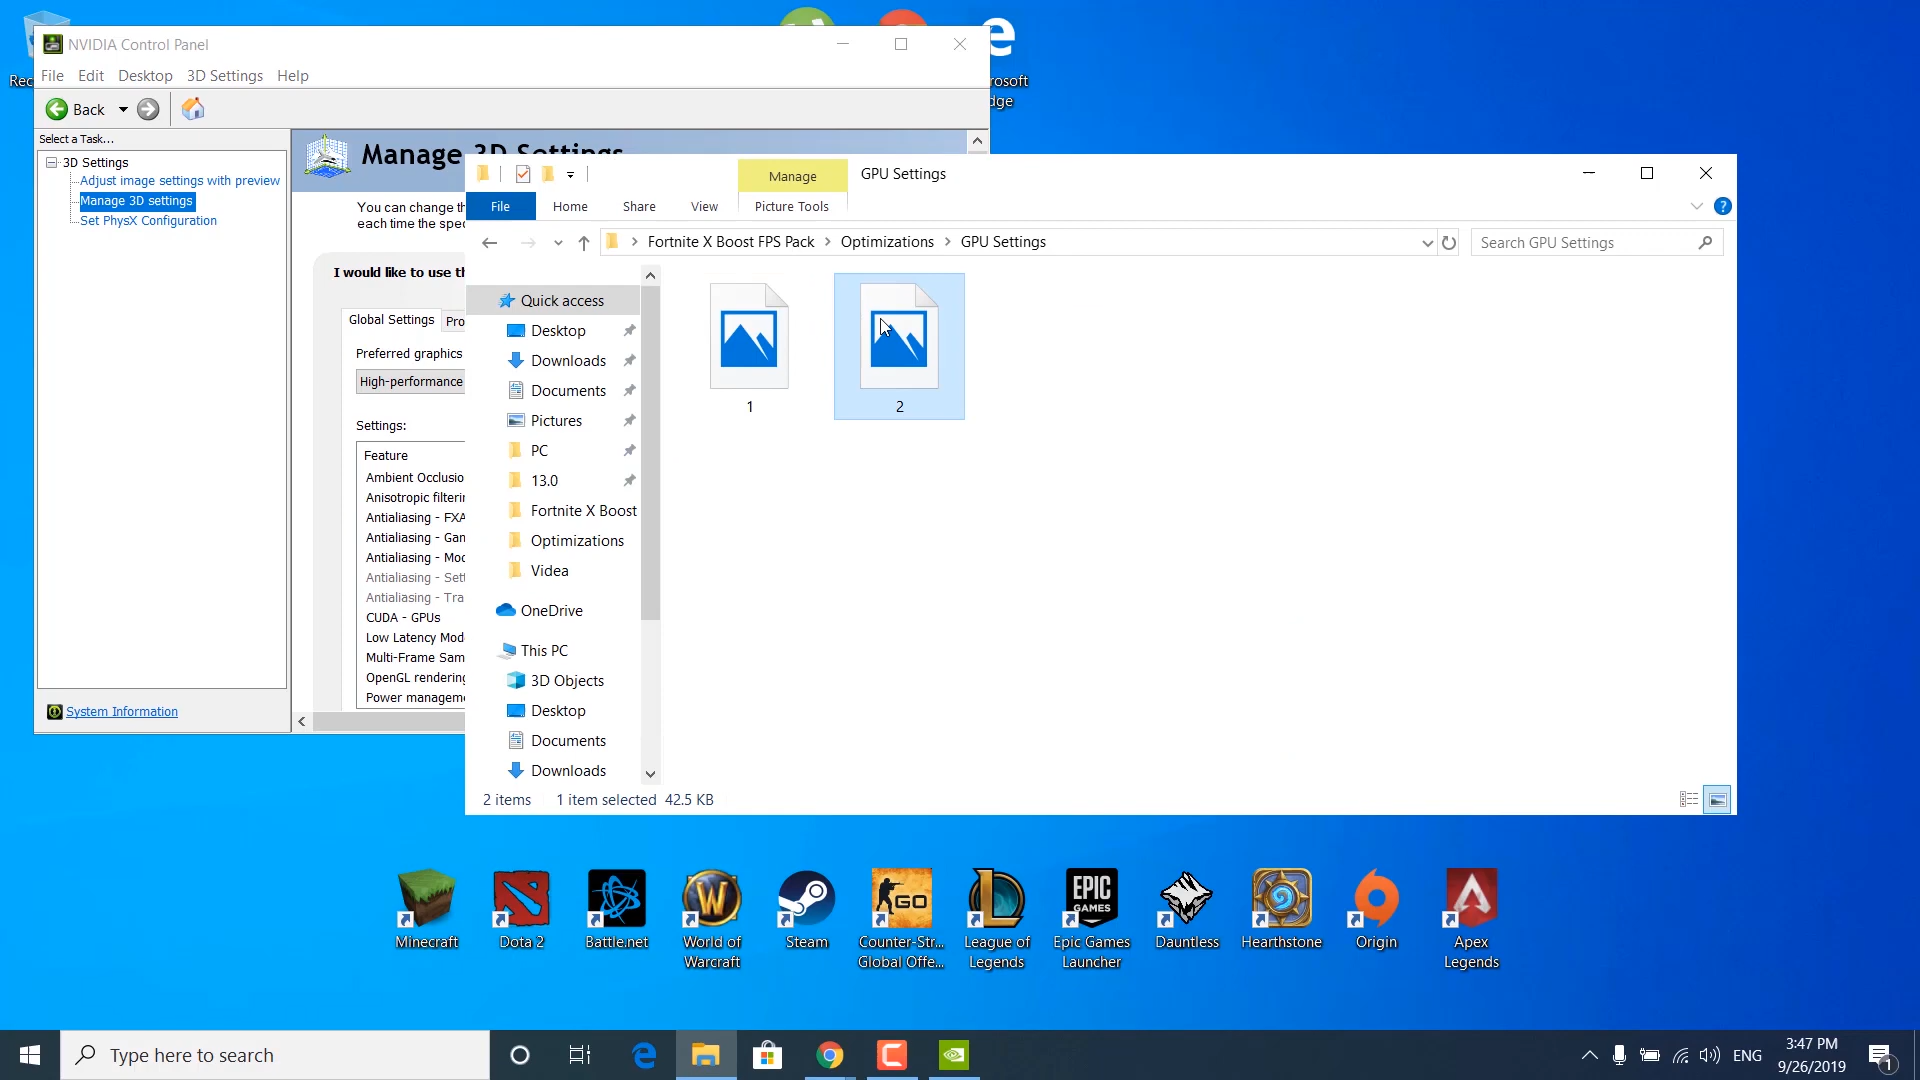 NVIDIA Control Panel
File Edit Desktop 3D Settings Help
Back
Select a Task...
3D Settings
Adjust image settings with preview
Manage 3D settings
Set PhysX Configuration
System Information
Manage 3D Settings
You can change th
each time the spec
I would like to use th
Global Settings Pro
Preferred graphics
High-performance
Settings:
Feature
Ambient Occlusio
Anisotropic filterin
Antialiasing - FXA
Antialiasing - Gan
Antialiasing - Mod
Antialiasing - Sett
Antialiasing - Tra
CUDA - GPUs
Low Latency Mod
Multi-Frame Sam
OpenGL rendering
Power manageme
Manage GPU Settings
File Home Share View Picture Tools
Fortnite X Boost FPS Pack Optimizations GPU Settings
Search GPU Settings
Quick access
Desktop
Downloads
Documents
Pictures
PC
13.0
Fortnite X Boost
Optimizations
Videa
OneDrive
This PC
3D Objects
Desktop
Documents
Downloads
1
2
2 items 1 item selected 42.5 KB
Rec
rosoft
dge
GO
EPIC
GAMES
Minecraft
Dota 2
Battle.net
World of
Warcraft
Steam
Counter-Str...
Global Offe...
League of
Legends
Epic Games
Launcher
Dauntless
Hearthstone
Origin
Apex
Legends
Type here to search
ENG
3:47 PM
9/26/2019
1